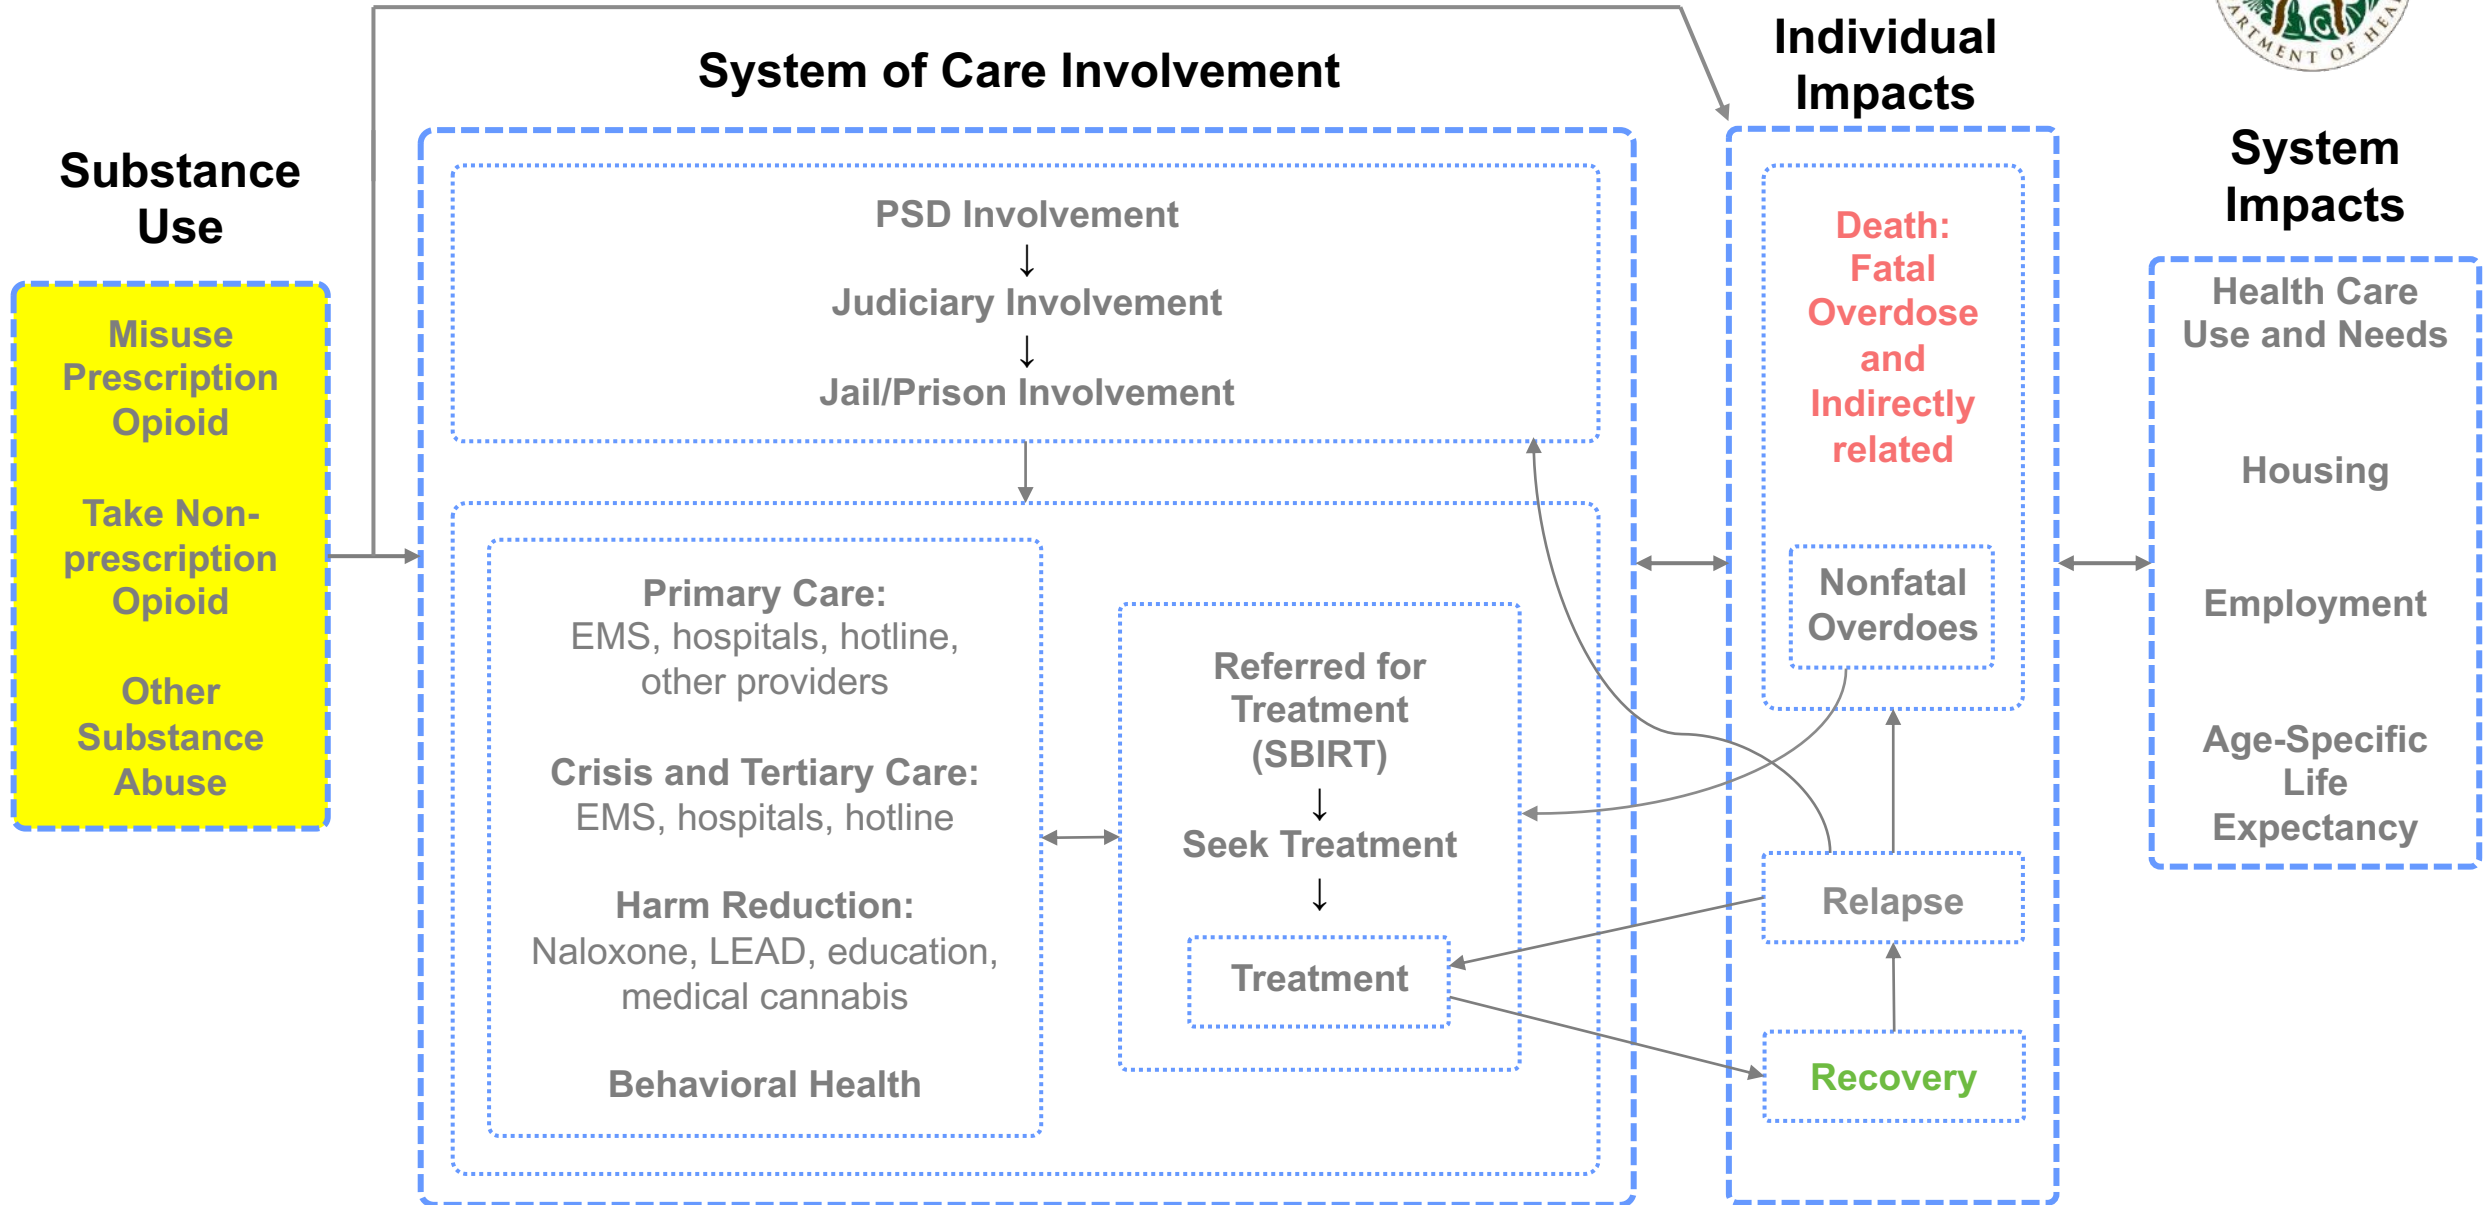 System of Care Involvement
Individual
Impacts
ARTMENT OF HEA
Substance
Use
System
Impacts
Misuse
Prescription
Opioid
Take Non-
prescription
Opioid
Other
Substance
Abuse
PSD Involvement
↓
Judiciary Involvement
↓
Jail/Prison Involvement
Primary Care:
EMS, hospitals, hotline,
other providers
Crisis and Tertiary Care:
EMS, hospitals, hotline
Harm Reduction:
Naloxone, LEAD, education,
medical cannabis
Behavioral Health
Referred for
Treatment
(SBIRT)
↓
Seek Treatment
↓
Treatment
Death:
Fatal
Overdose
and
Indirectly
related
Nonfatal
Overdoes
Relapse
Recovery
Health Care
Use and Needs
Housing
Employment
Age-Specific
Life
Expectancy